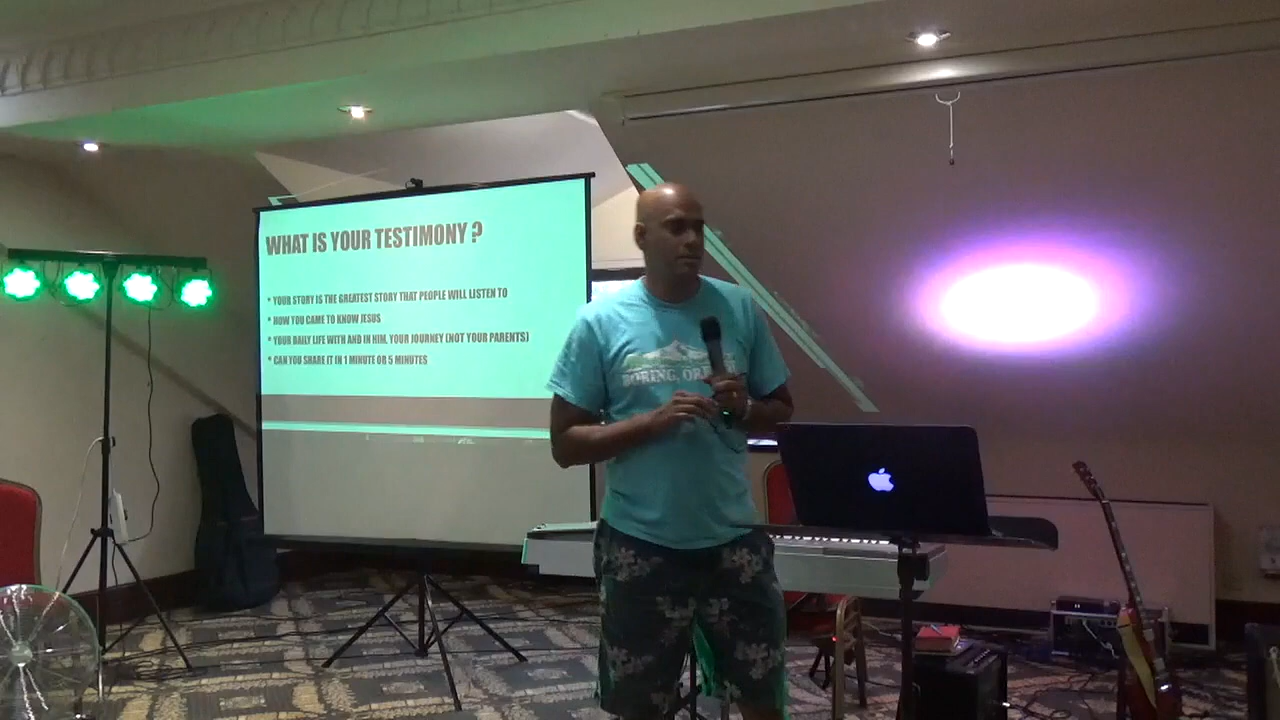 WHAT IS YOUR TESTIMONY ?
* YOUR STORY IS THE GREATEST STORY THAT PEOPLE WILL LISTEN TO
* HOW YOU CAME TO KNOW JESUS
* YOUR DAILY LIFE WITH AND IN HIM. YOUR JOURNEY (NOT YOUR PARENTS)
* CAN YOU SHARE IT IN 1 MINUTE OR 5 MINUTES
BORING,